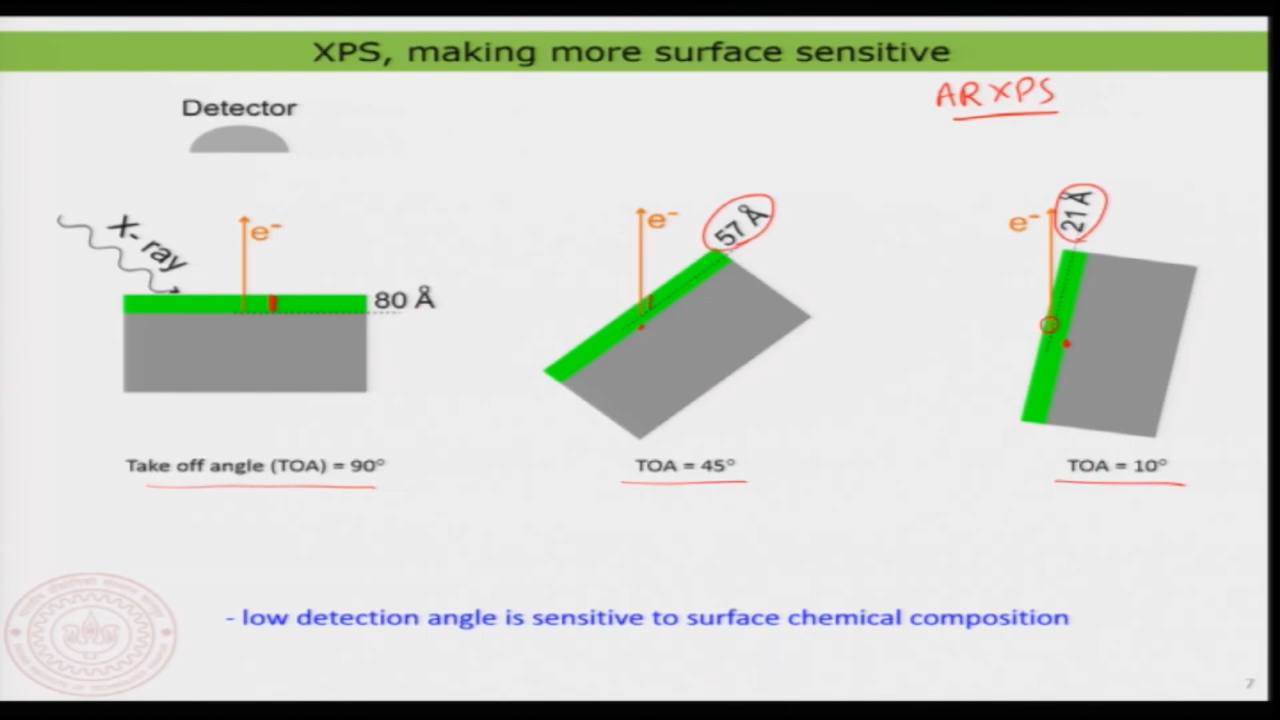 XPS, making more surface sensitive
ARXPS
Detector
X-ray
e⁻
80 Å
e⁻
57 Å
e⁻
21 Å
Take off angle (TOA) = 90°
TOA = 45°
TOA = 10°
- low detection angle is sensitive to surface chemical composition
7